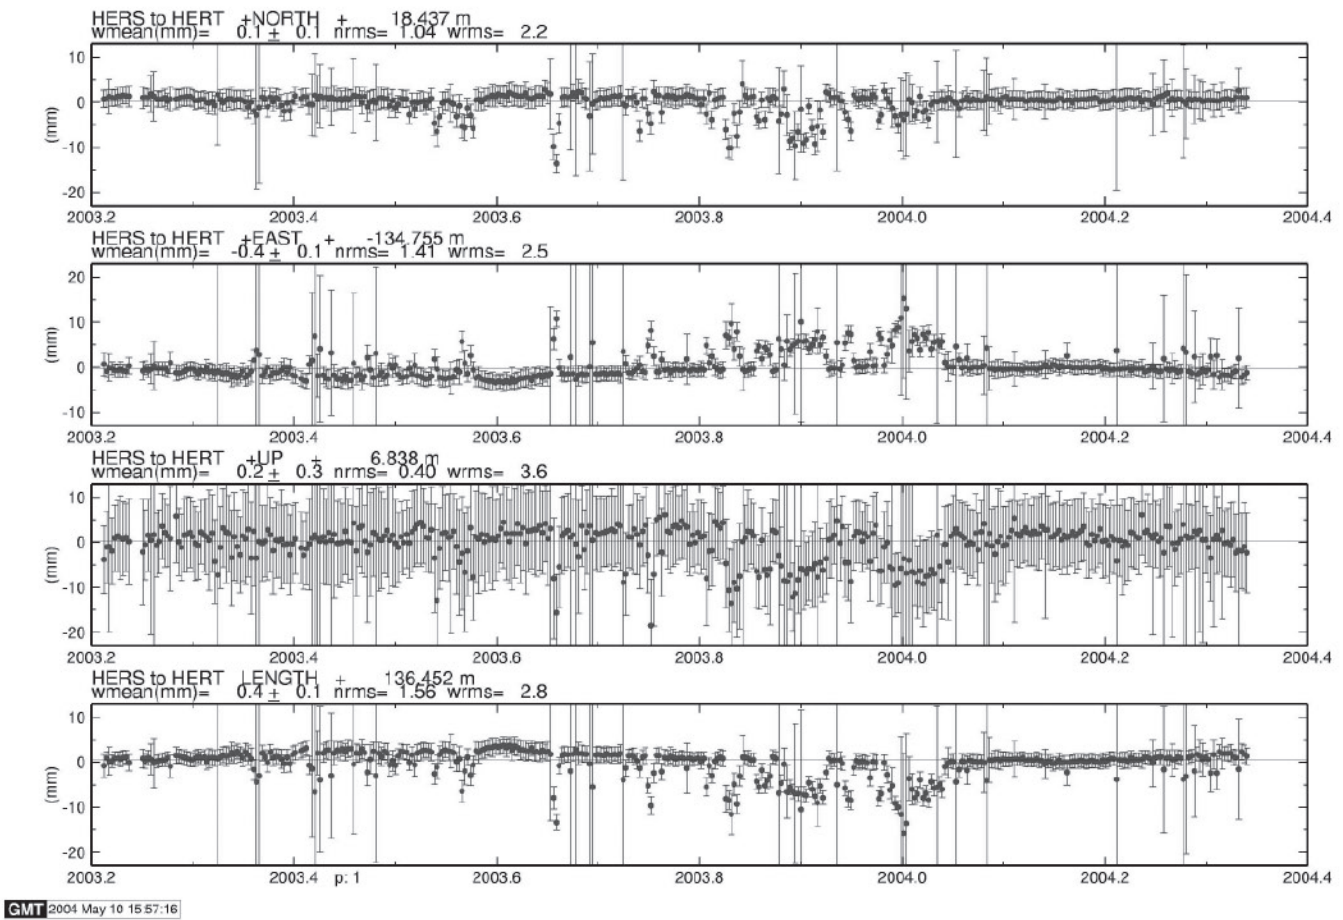 HERS to HERT +NORTH + 18.437 m
wmean(mm)= 0.1 ± 0.1 nrms= 1.04 wrms= 2.2
10
0
-10
-20
(mm)
2003.2 2003.4 2003.6 2003.8 2004.0 2004.2 2004.4
HERS to HERT +EAST + -134.755 m
wmean(mm)= -0.4 ± 0.1 nrms= 1.41 wrms= 2.5
20
10
0
-10
(mm)
2003.2 2003.4 2003.6 2003.8 2004.0 2004.2 2004.4
HERS to HERT +UP + 6.838 m
wmean(mm)= 0.2 ± 0.3 nrms= 0.40 wrms= 3.6
10
0
-10
-20
(mm)
2003.2 2003.4 2003.6 2003.8 2004.0 2004.2 2004.4
HERS to HERT LENGTH + 136.452 m
wmean(mm)= 0.4 ± 0.1 nrms= 1.56 wrms= 2.8
10
0
-10
-20
(mm)
2003.2 2003.4 p: 1 2003.6 2003.8 2004.0 2004.2 2004.4
GMT 2004 May 10 15:57:16